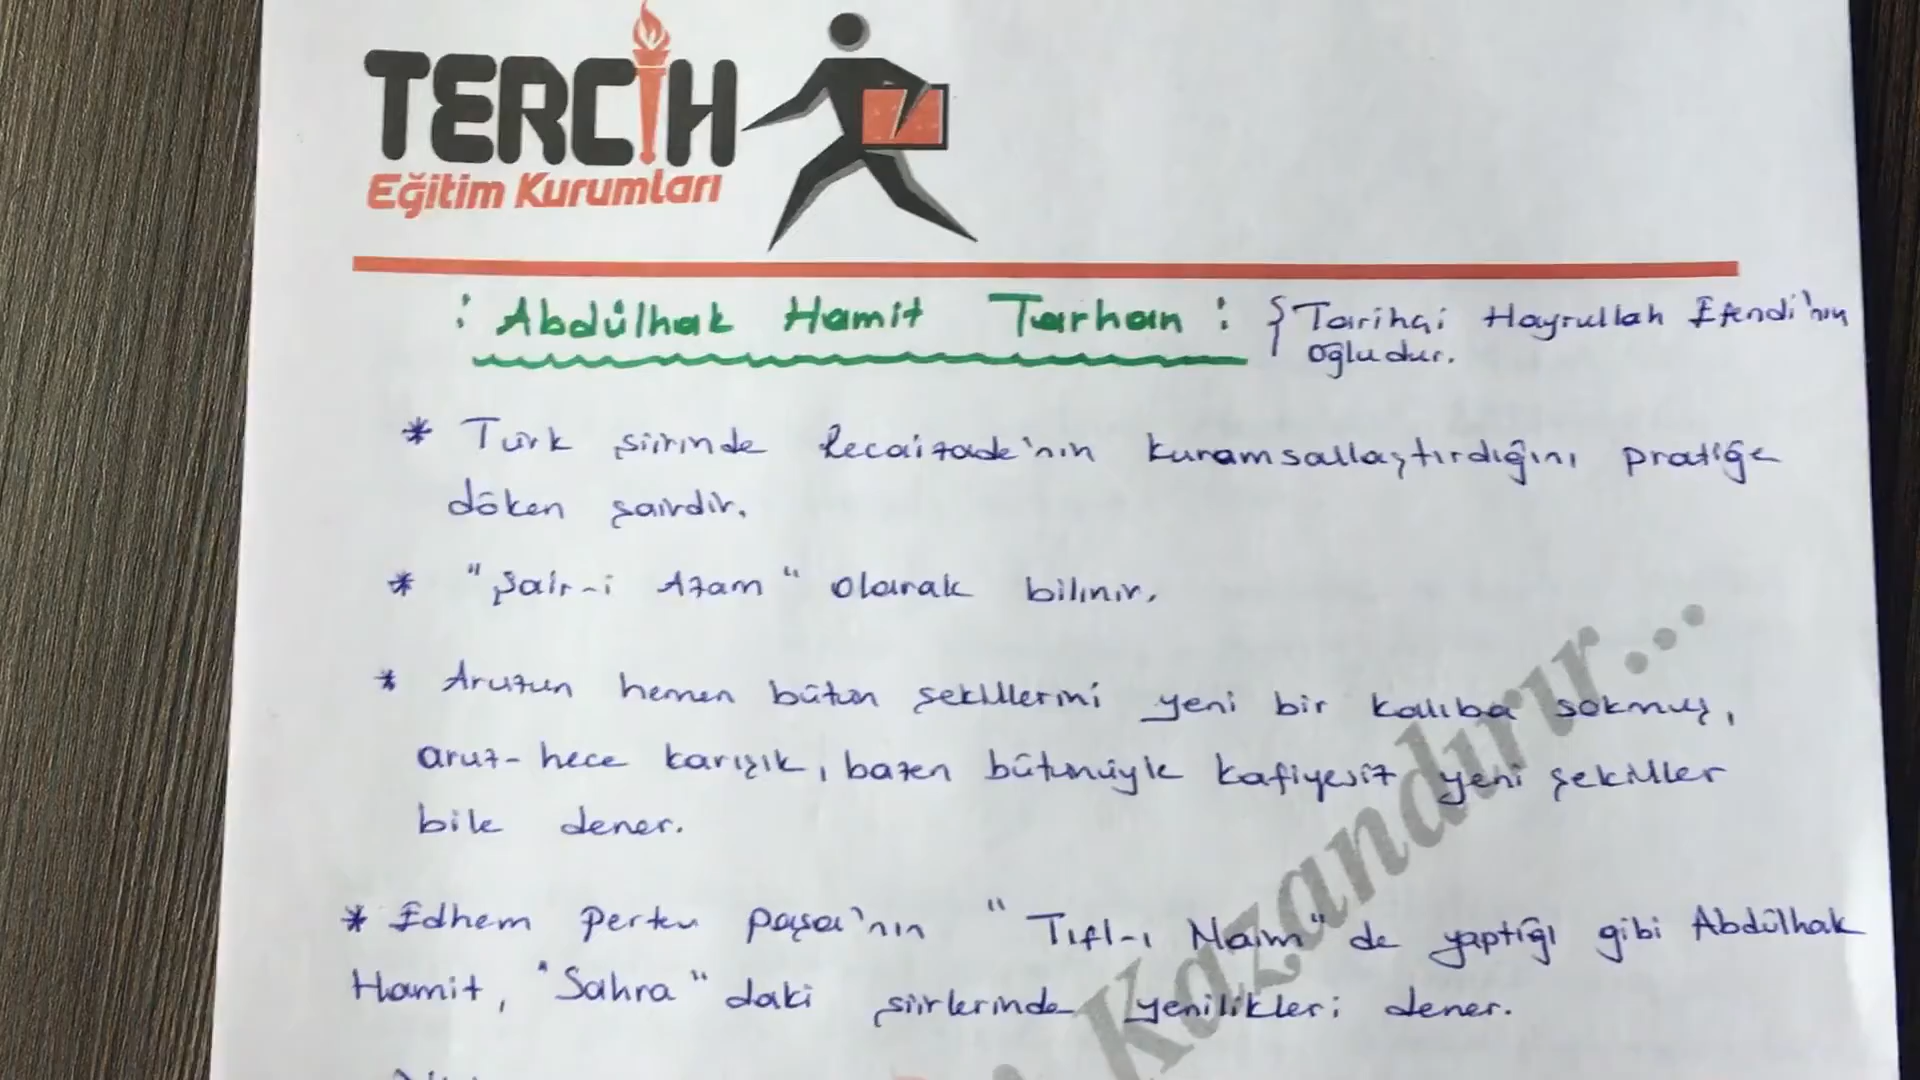 TERCİH
Eğitim Kurumları
: Abdülhak Hamit Tarhan : { Tarihçi Hayrullah Efendi'nin
oğludur.
* Türk şiirinde Recaizade'nin kuramsallaştırdığını pratiğe
döken şairdir.
* "Şair-i Azam" olarak bilinir.
* Aruzun hemen bütün şekillerini yeni bir kalıba sokmuş,
aruz-hece karışık, bazen bütünüyle kafiyesiz yeni şekiller
bile dener.
* Edhem Pertev Paşa'nın "Tıfl-ı Naim" de yaptığı gibi Abdülhak
Hamit, "Sahra" daki şiirlerinde yenilikleri dener.
Kazandırır...